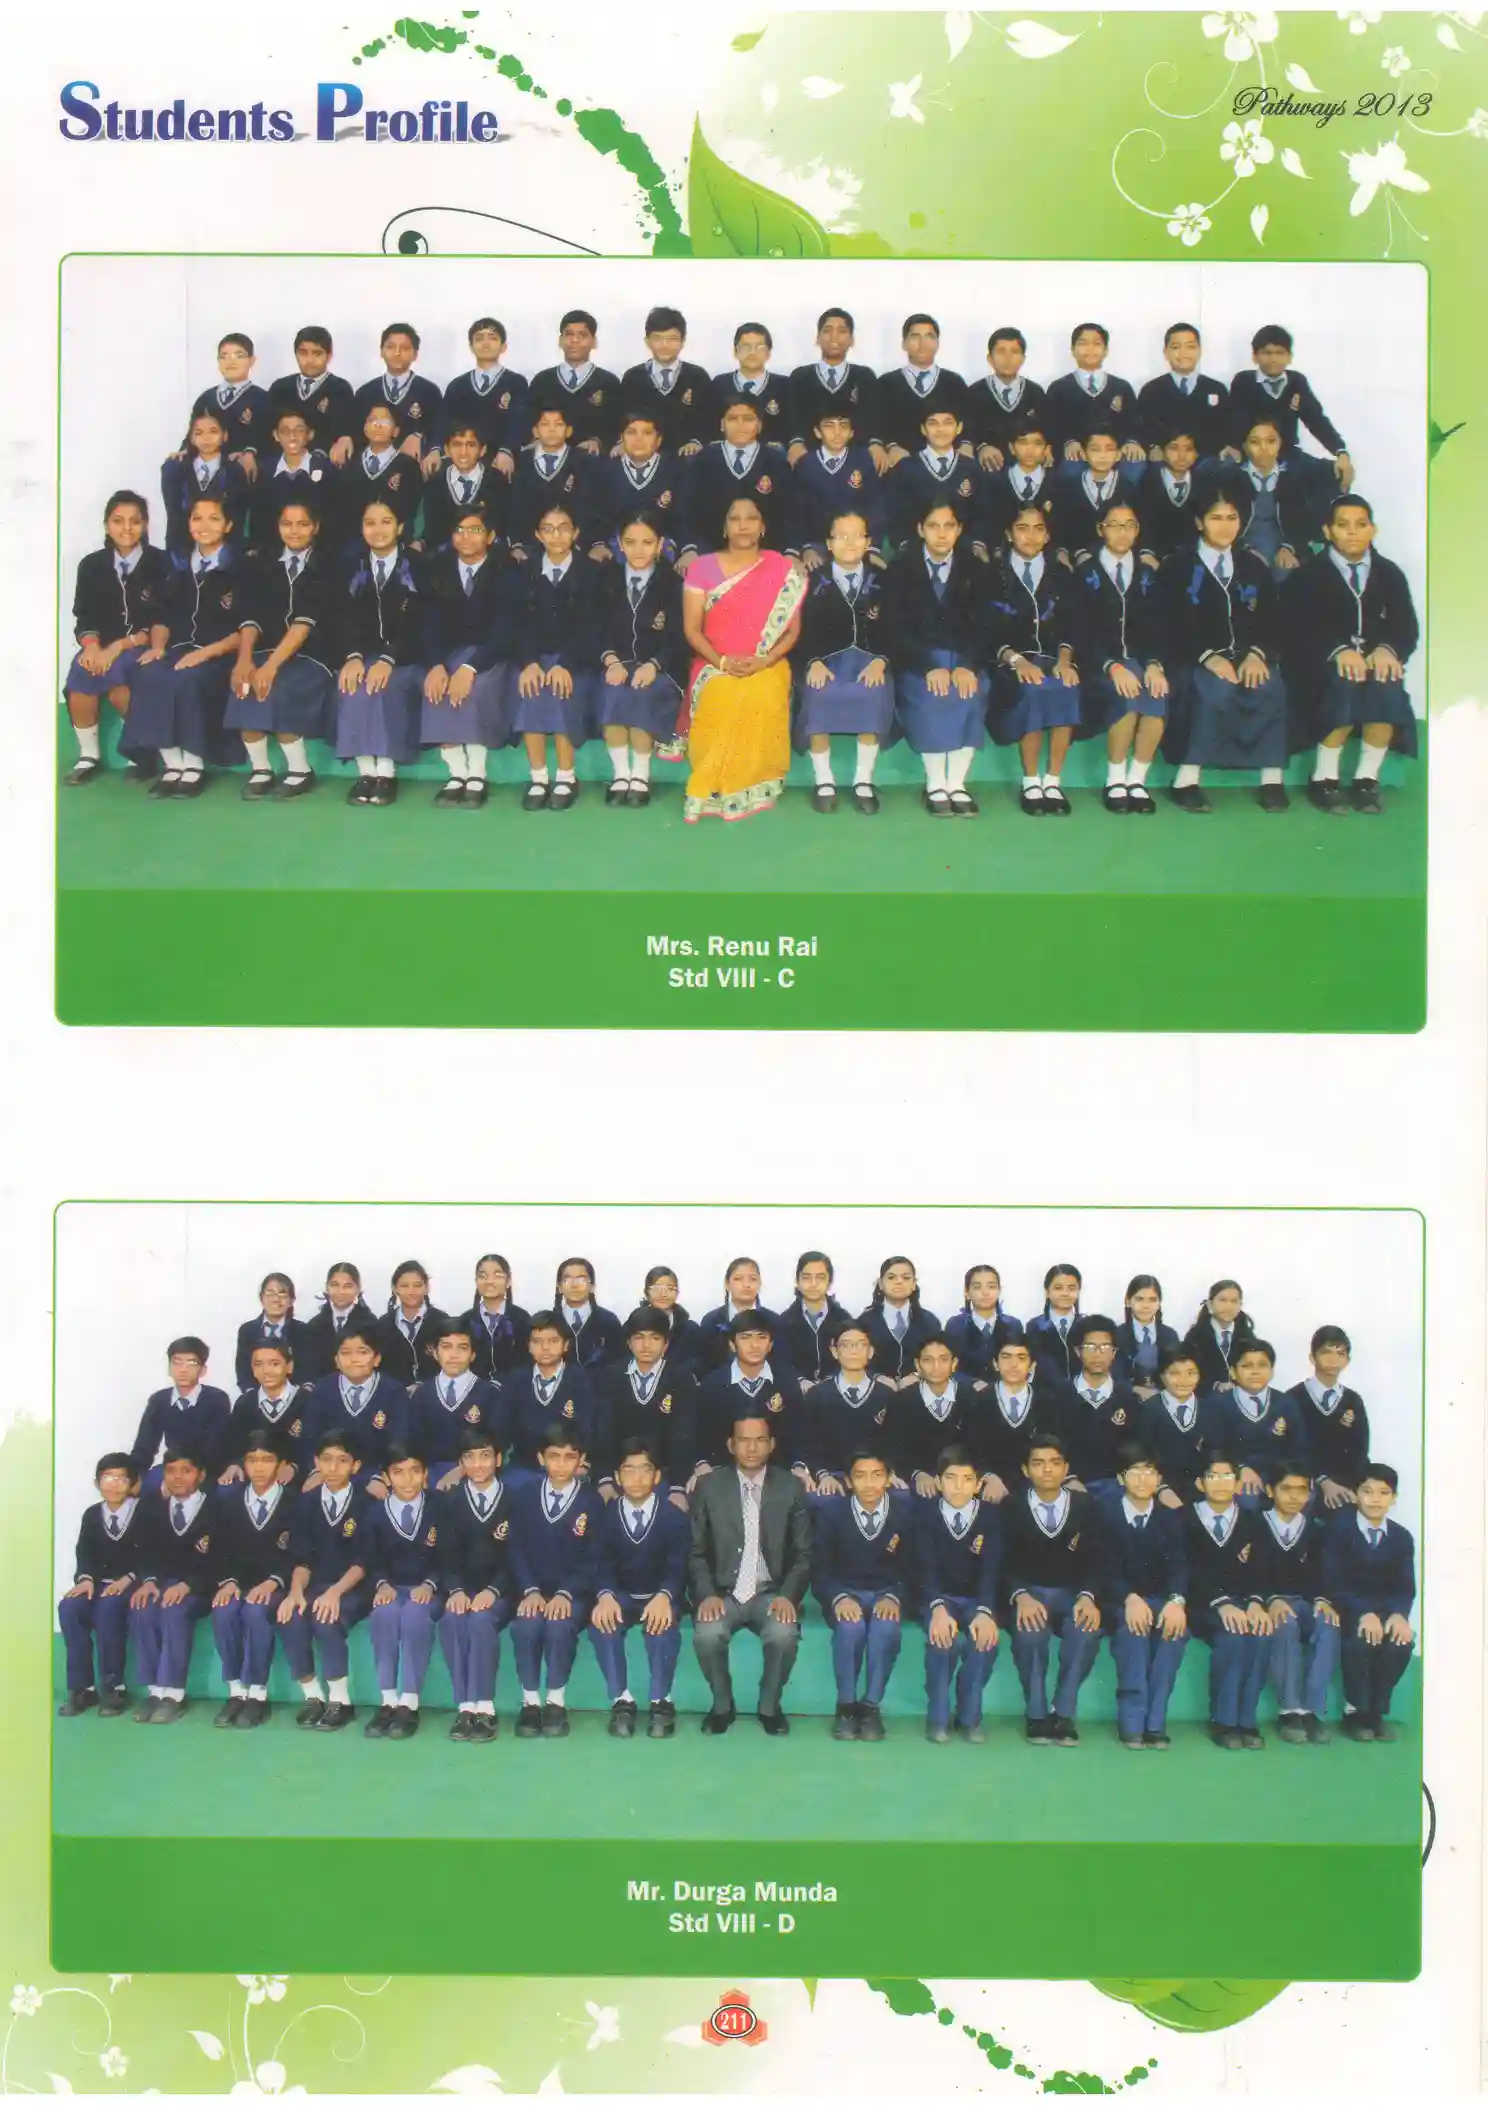 Students Profile
Pathways 2013
Mrs. Renu Rai
Std VIII - C
Mr. Durga Munda
Std VIII - D
211